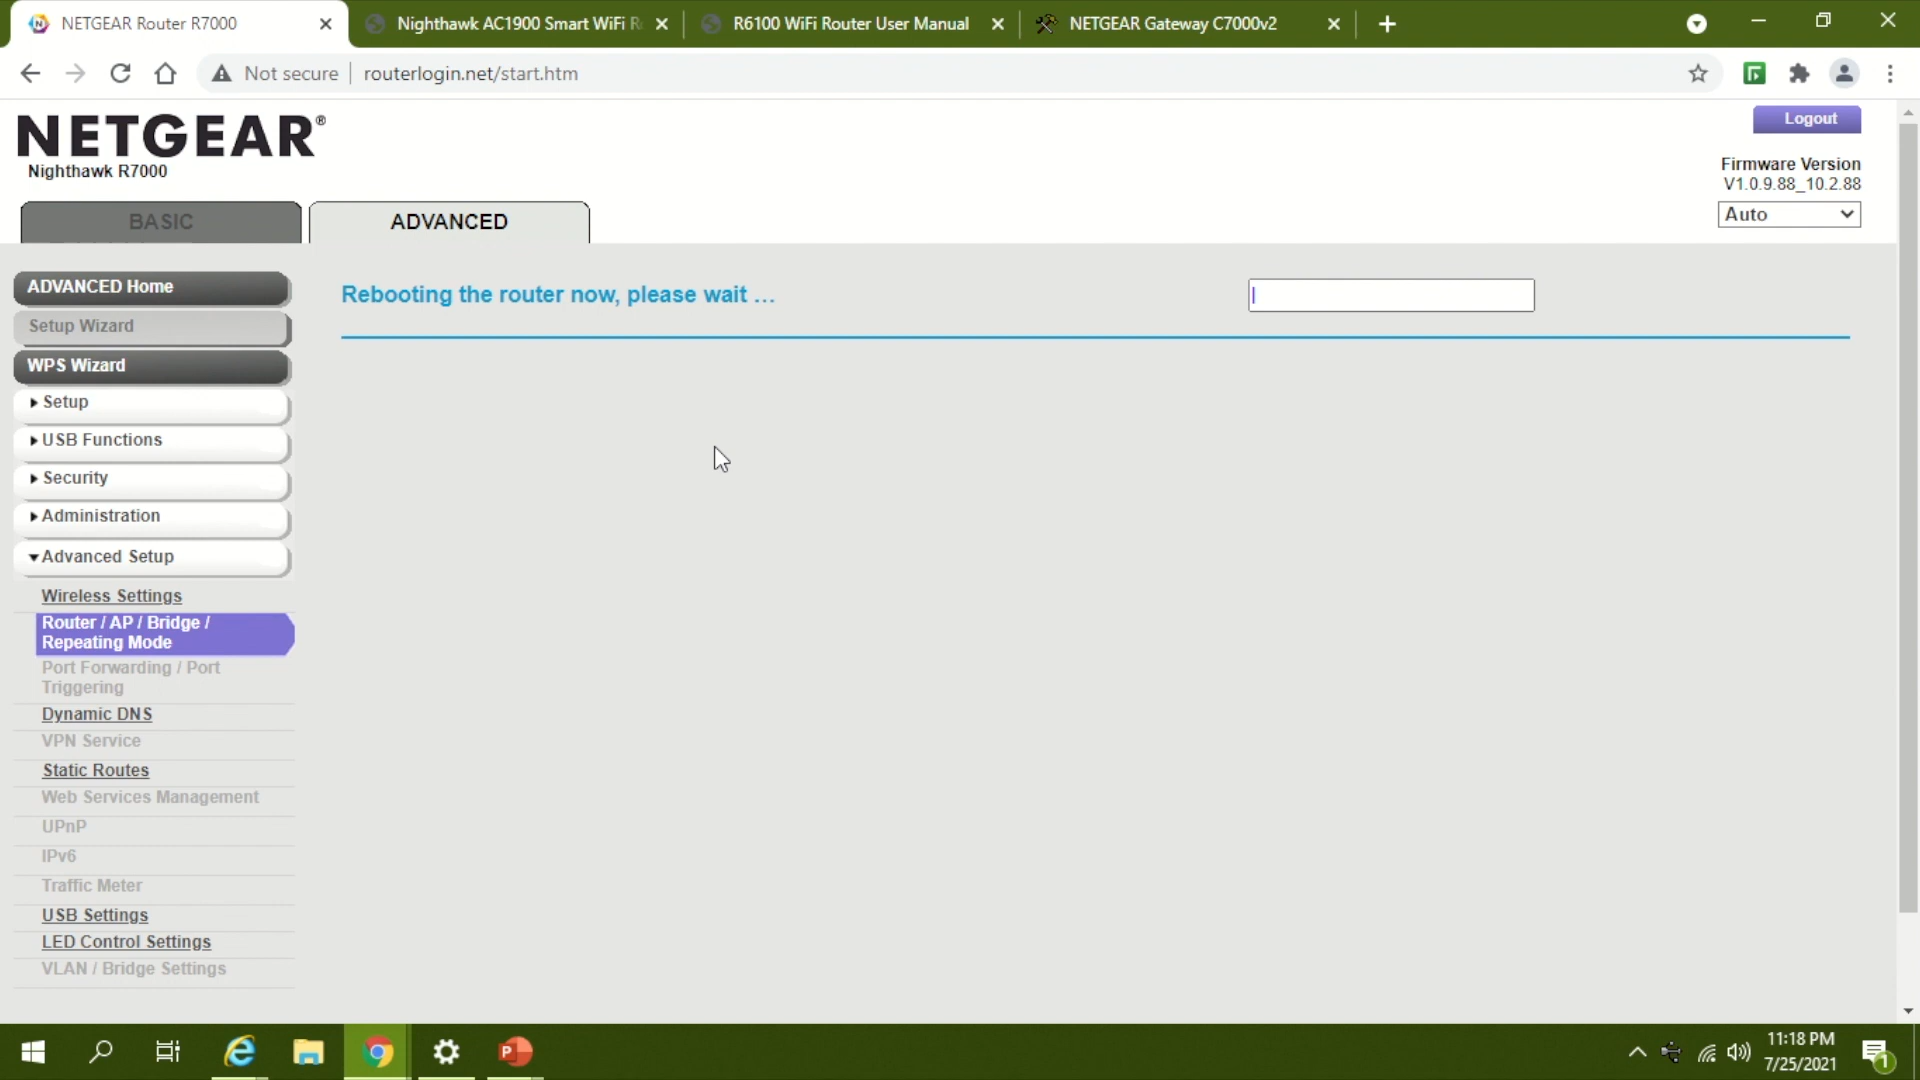 NETGEAR Router R7000
Nighthawk AC1900 Smart WiFi R
R6100 WiFi Router User Manual
NETGEAR Gateway C7000v2
Not secure
routerlogin.net/start.htm
NETGEAR®
Nighthawk R7000
Logout
Firmware Version
V1.0.9.88_10.2.88
Auto
BASIC
ADVANCED
ADVANCED Home
Setup Wizard
WPS Wizard
Setup
USB Functions
Security
Administration
Advanced Setup
Wireless Settings
Router / AP / Bridge /
Repeating Mode
Port Forwarding / Port
Triggering
Dynamic DNS
VPN Service
Static Routes
Web Services Management
UPnP
IPv6
Traffic Meter
USB Settings
LED Control Settings
VLAN / Bridge Settings
Rebooting the router now, please wait ...
11:18 PM
7/25/2021
1